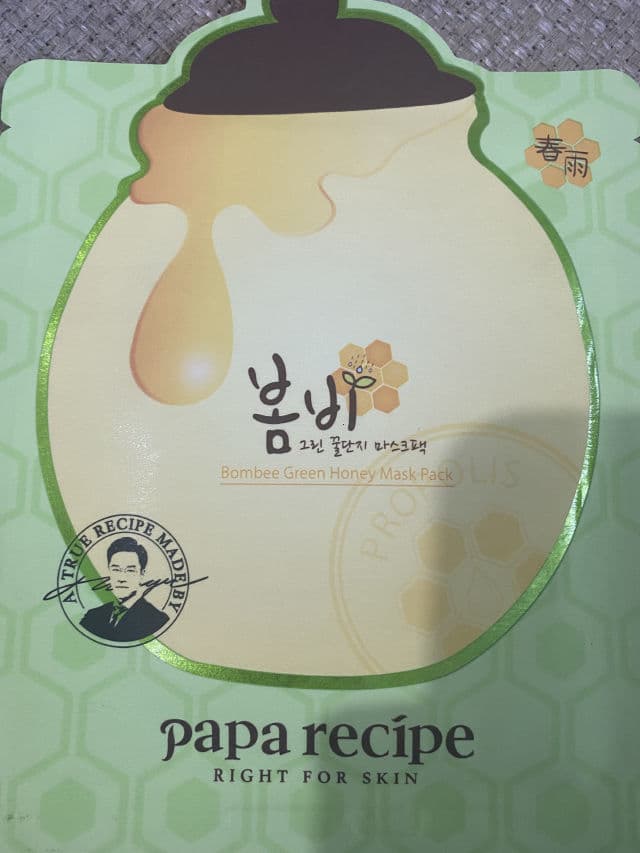 春雨
봄비
그린 꿀단지 마스크팩
Bombee Green Honey Mask Pack
PROPOLIS
A TRUE RECIPE MADE BY
papa recipe
RIGHT FOR SKIN